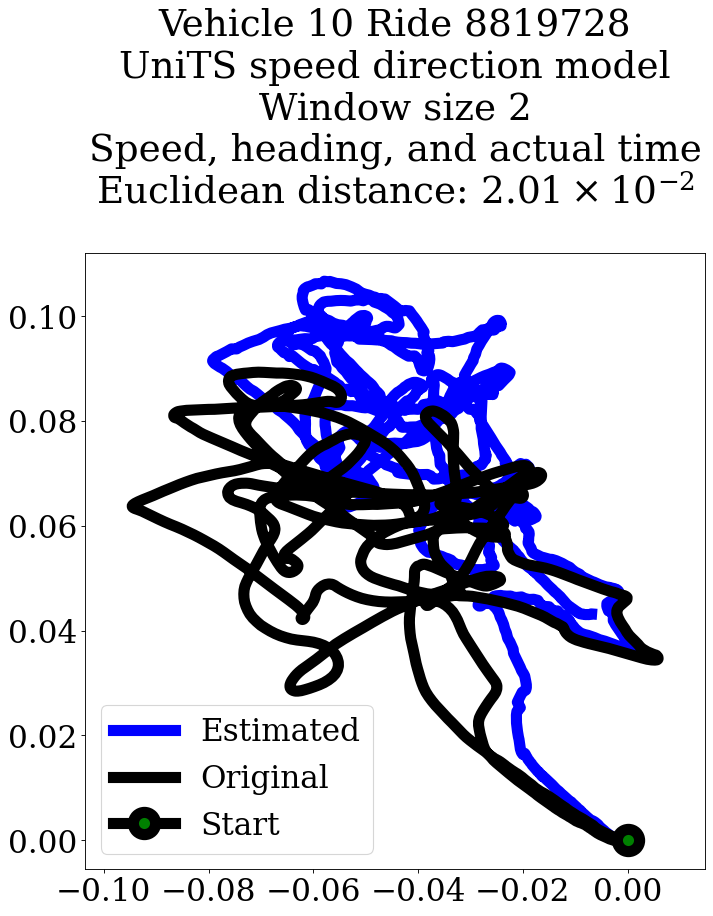 Vehicle 10 Ride 8819728
UniTS speed direction model
Window size 2
Speed, heading, and actual time
Euclidean distance: 2.01 × 10⁻²
0.10
0.08
0.06
0.04
0.02
0.00
Estimated
Original
Start
−0.10 −0.08 −0.06 −0.04 −0.02 0.00